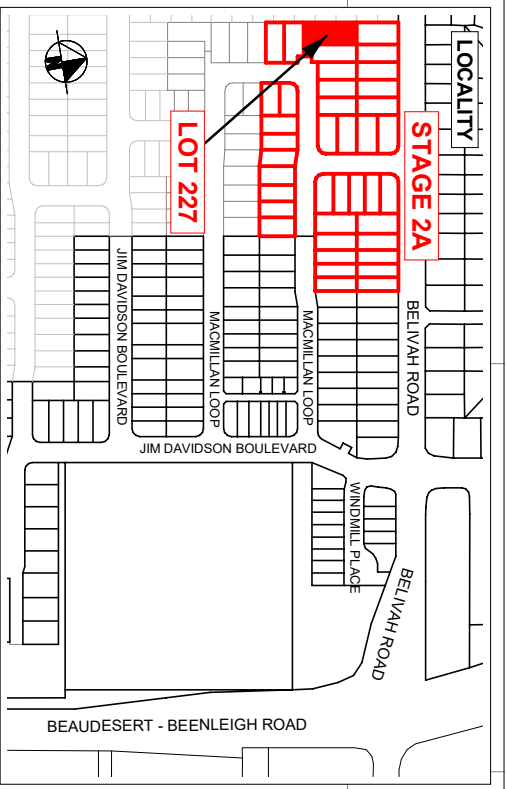 LOCALITY
STAGE 2A
LOT 227
BELIVAH ROAD
MACMILLAN LOOP
MACMILLAN LOOP
JIM DAVIDSON BOULEVARD
JIM DAVIDSON BOULEVARD
WINDMILL PLACE
BELIVAH ROAD
BEAUDESERT - BEENLEIGH ROAD
N